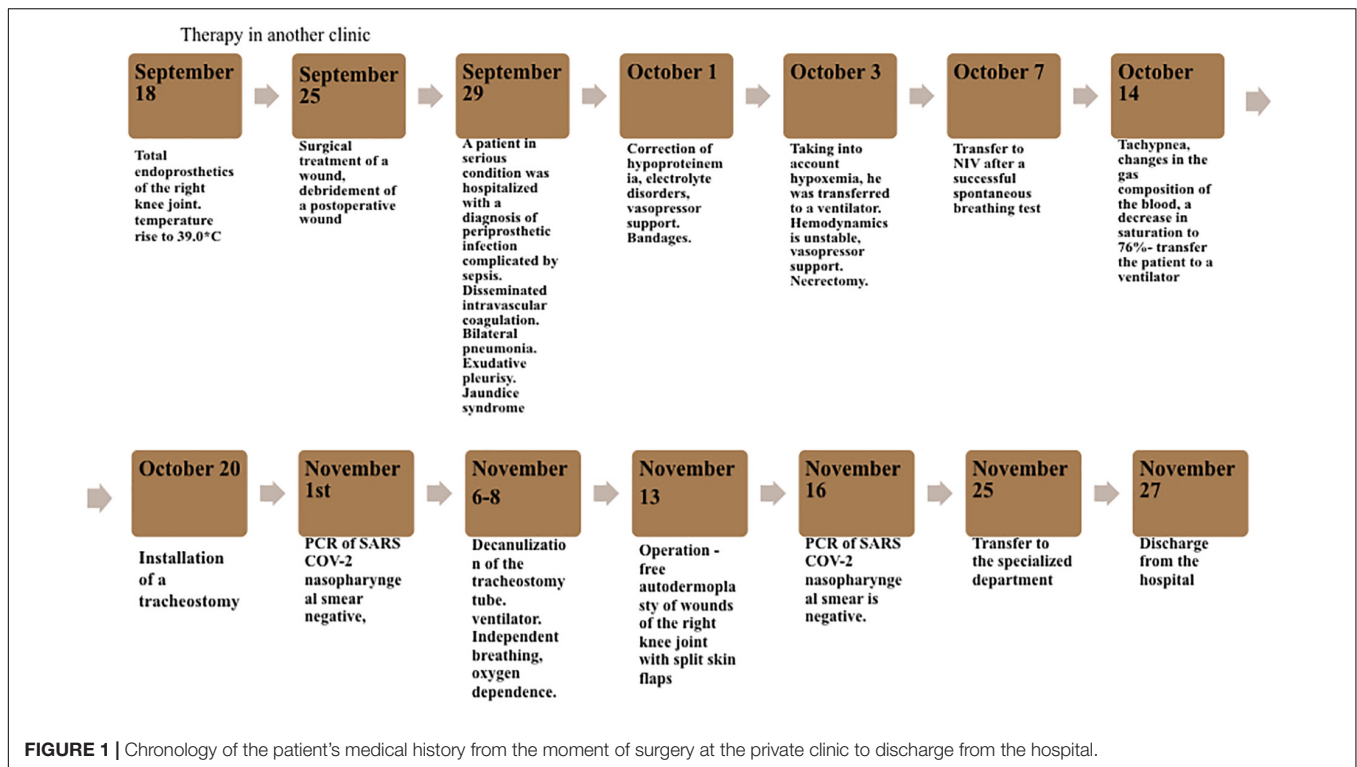 Therapy in another clinic
September
18
Total
endoprosthetics
of the right
knee joint.
temperature
rise to 39.0*C
September
25
Surgical
treatment of a
wound,
debridement of
a postoperative
wound
September
29
A patient in
serious
condition was
hospitalized
with a
diagnosis of
periprosthetic
infection
complicated by
sepsis.
Disseminated
intravascular
coagulation.
Bilateral
pneumonia.
Exudative
pleurisy.
Jaundice
syndrome
October 1
Correction of
hypoproteinem
ia, electrolyte
disorders,
vasopressor
support.
Bandages.
October 3
Taking into
account
hypoxemia, he
was transferred
to a ventilator.
Hemodynamics
is unstable,
vasopressor
support.
Necrectomy.
October 7
Transfer to
NIV after a
successful
spontaneous
breathing test
October
14
Tachypnea,
changes in the
gas
composition of
the blood, a
decrease in
saturation to
76%- transfer
the patient to a
ventilator
October 20
Installation
of a
tracheostomy
November
1st
PCR of SARS
COV-2
nasopharynge
al smear
negative,
November
6-8
Decanulizatio
n of the
tracheostomy
tube.
ventilator.
Independent
breathing,
oxygen
dependence.
November
13
Operation -
free
autodermopla
sty of wounds
of the right
knee joint
with split skin
flaps
November
16
PCR of SARS
COV-2
nasopharynge
al smear is
negative.
November
25
Transfer to
the specialized
department
November
27
Discharge
from the
hospital
FIGURE 1 | Chronology of the patient's medical history from the moment of surgery at the private clinic to discharge from the hospital.